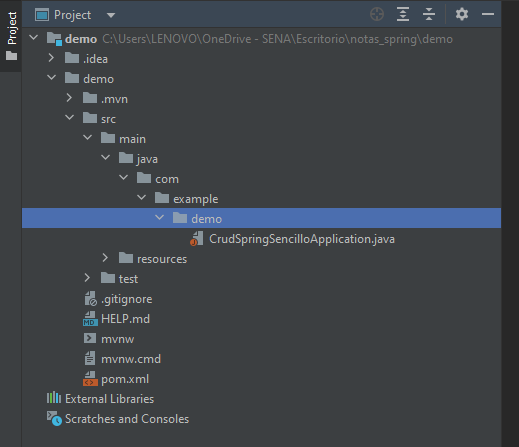 Project
Project
demo C:\Users\LENOVO\OneDrive - SENA\Escritorio\notas_spring\demo
.idea
demo
.mvn
src
main
java
com
example
demo
CrudSpringSencilloApplication.java
resources
test
.gitignore
HELP.md
mvnw
mvnw.cmd
pom.xml
External Libraries
Scratches and Consoles